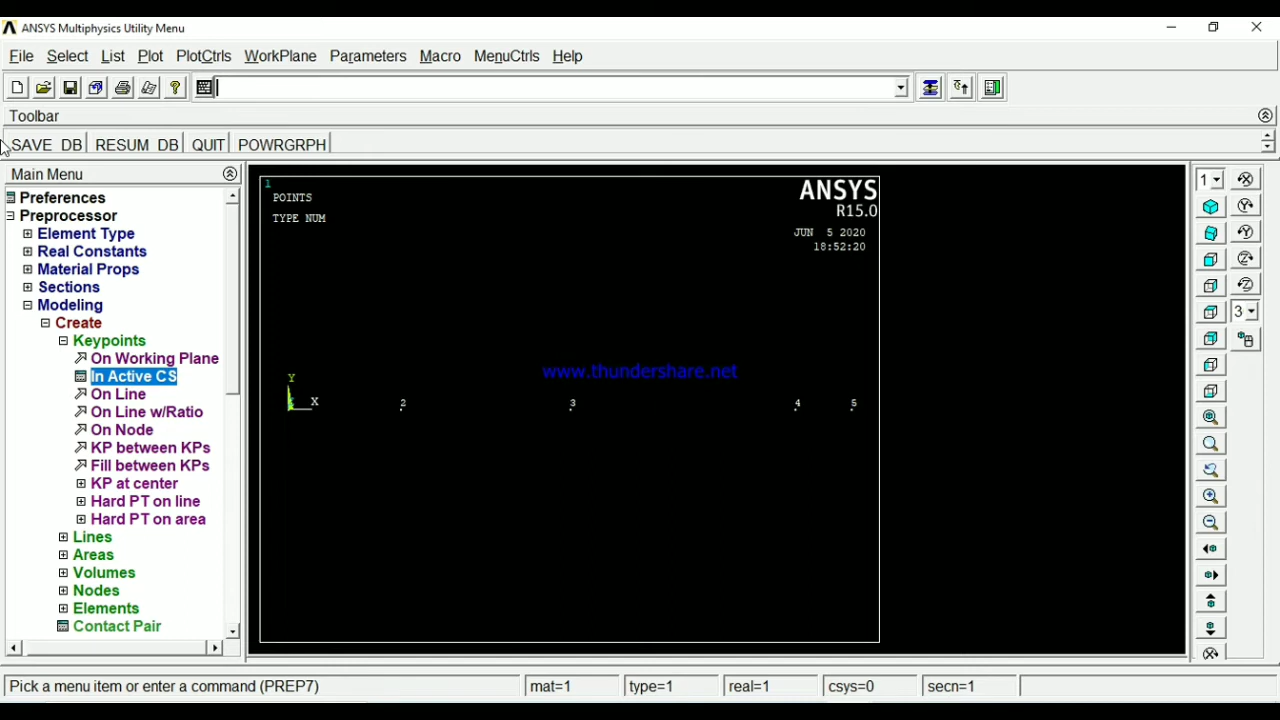 ANSYS Multiphysics Utility Menu
File Select List Plot PlotCtrls WorkPlane Parameters Macro MenuCtrls Help
Toolbar
SAVE_DB RESUM_DB QUIT POWRGRPH
Main Menu
Preferences
Preprocessor
Element Type
Real Constants
Material Props
Sections
Modeling
Create
Keypoints
On Working Plane
In Active CS
On Line
On Line w/Ratio
On Node
KP between KPs
Fill between KPs
KP at center
Hard PT on line
Hard PT on area
Lines
Areas
Volumes
Nodes
Elements
Contact Pair
1
POINTS
TYPE NUM
ANSYS
R15.0
JUN 5 2020
18:52:20
www.thundershare.net
Y
X 2 3 4 5
1
3
Pick a menu item or enter a command (PREP7) mat=1 type=1 real=1 csys=0 secn=1